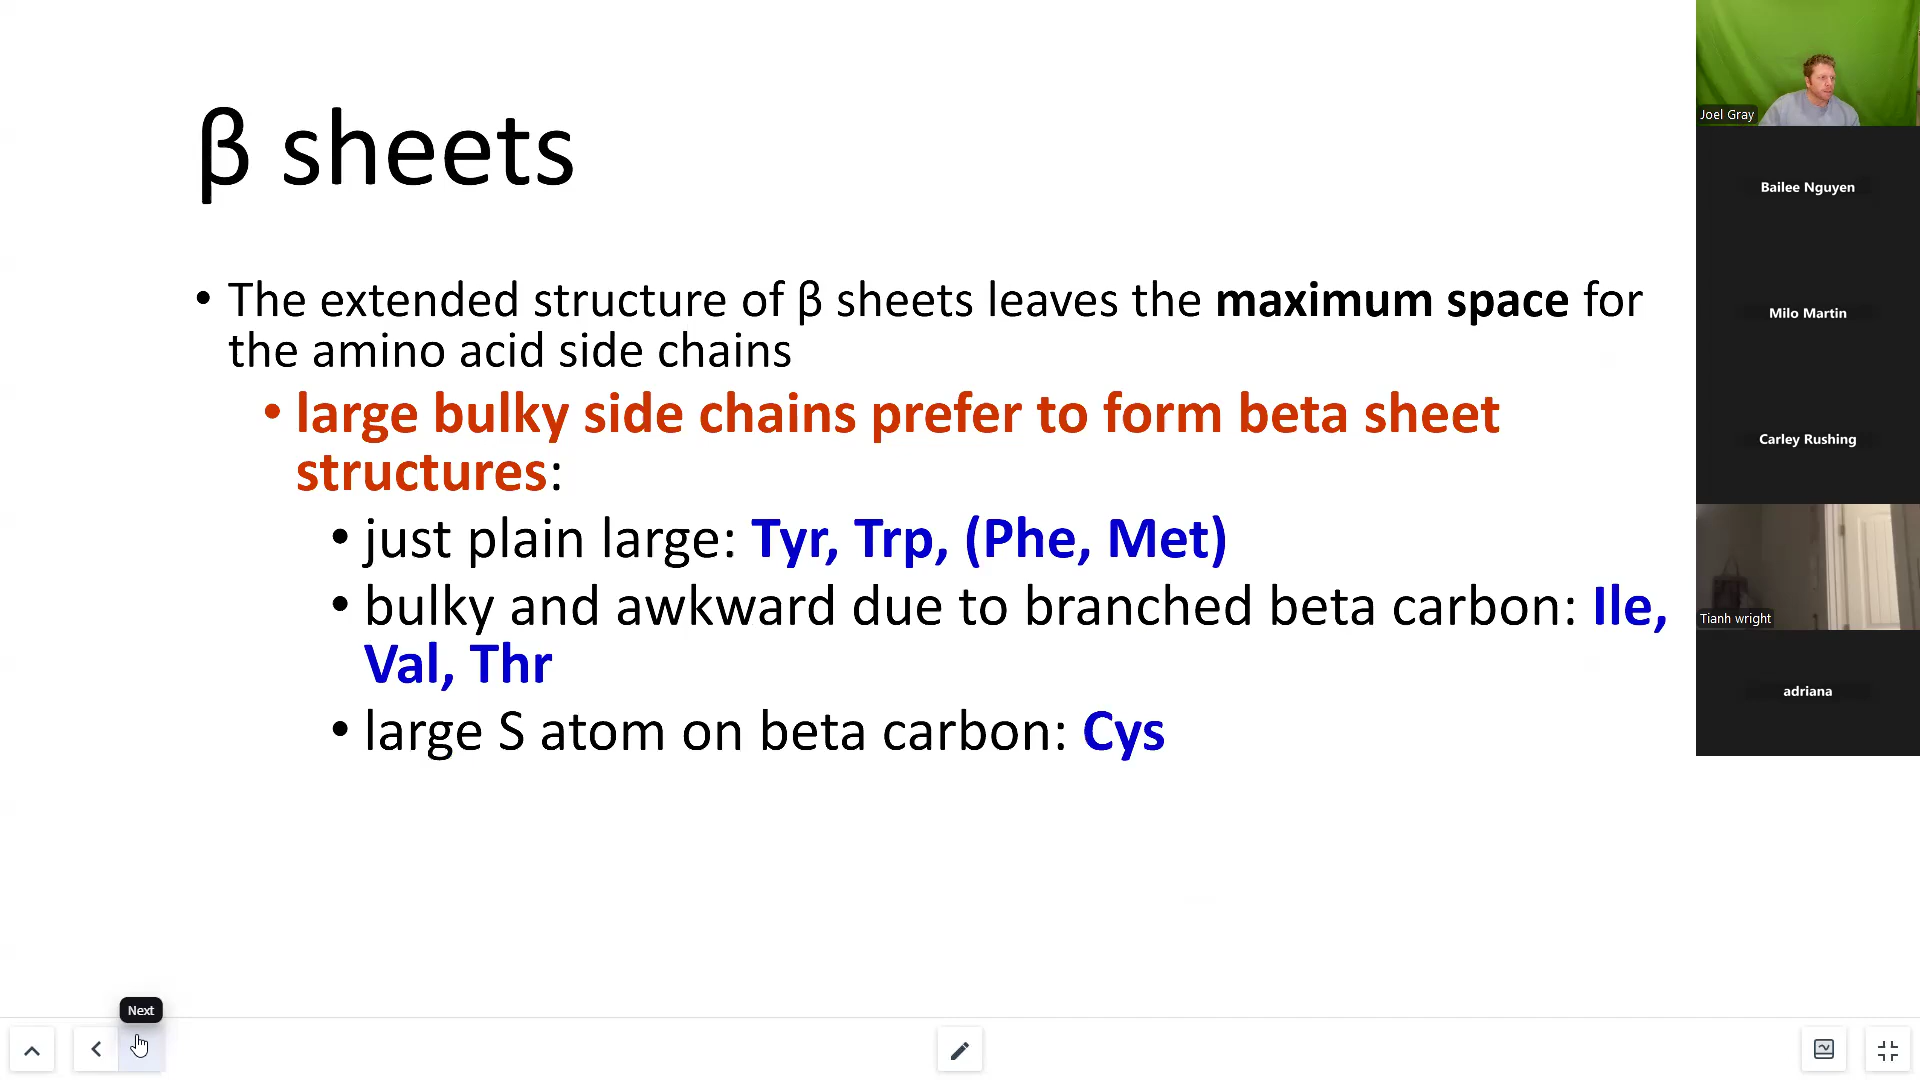 β sheets
• The extended structure of β sheets leaves the maximum space for
the amino acid side chains
• large bulky side chains prefer to form beta sheet
structures:
• just plain large: Tyr, Trp, (Phe, Met)
• bulky and awkward due to branched beta carbon: Ile,
Val, Thr
• large S atom on beta carbon: Cys
Joel Gray
Bailee Nguyen
Milo Martin
Carley Rushing
Tianh wright
adriana
Next